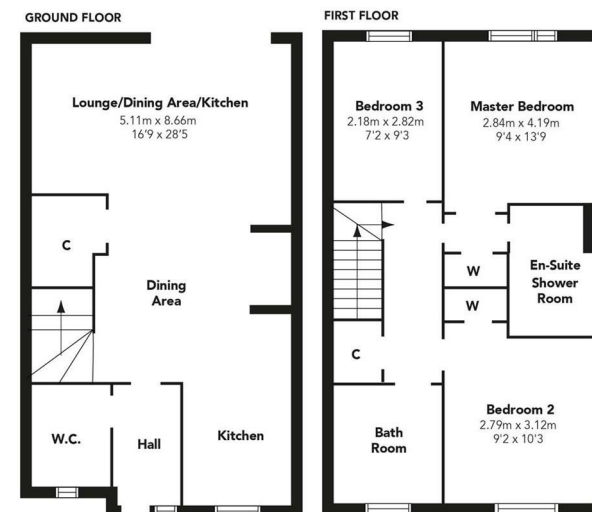 GROUND FLOOR
Lounge/Dining Area/Kitchen
5.11m x 8.66m
16'9 x 28'5
C
Dining
Area
W.C.
Hall
Kitchen
FIRST FLOOR
Bedroom 3
2.18m x 2.82m
7'2 x 9'3
Master Bedroom
2.84m x 4.19m
9'4 x 13'9
W
En-Suite
Shower
Room
W
C
Bath
Room
Bedroom 2
2.79m x 3.12m
9'2 x 10'3